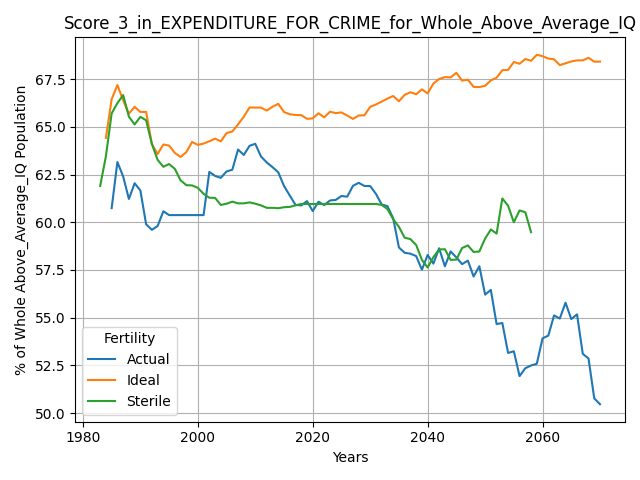 Score_3_in_EXPENDITURE_FOR_CRIME_for_Whole_Above_Average_IQ
% of Whole Above_Average_IQ Population
67.5
65.0
62.5
60.0
57.5
55.0
52.5
50.0
Fertility
Actual
Ideal
Sterile
1980 2000 2020 2040 2060
Years